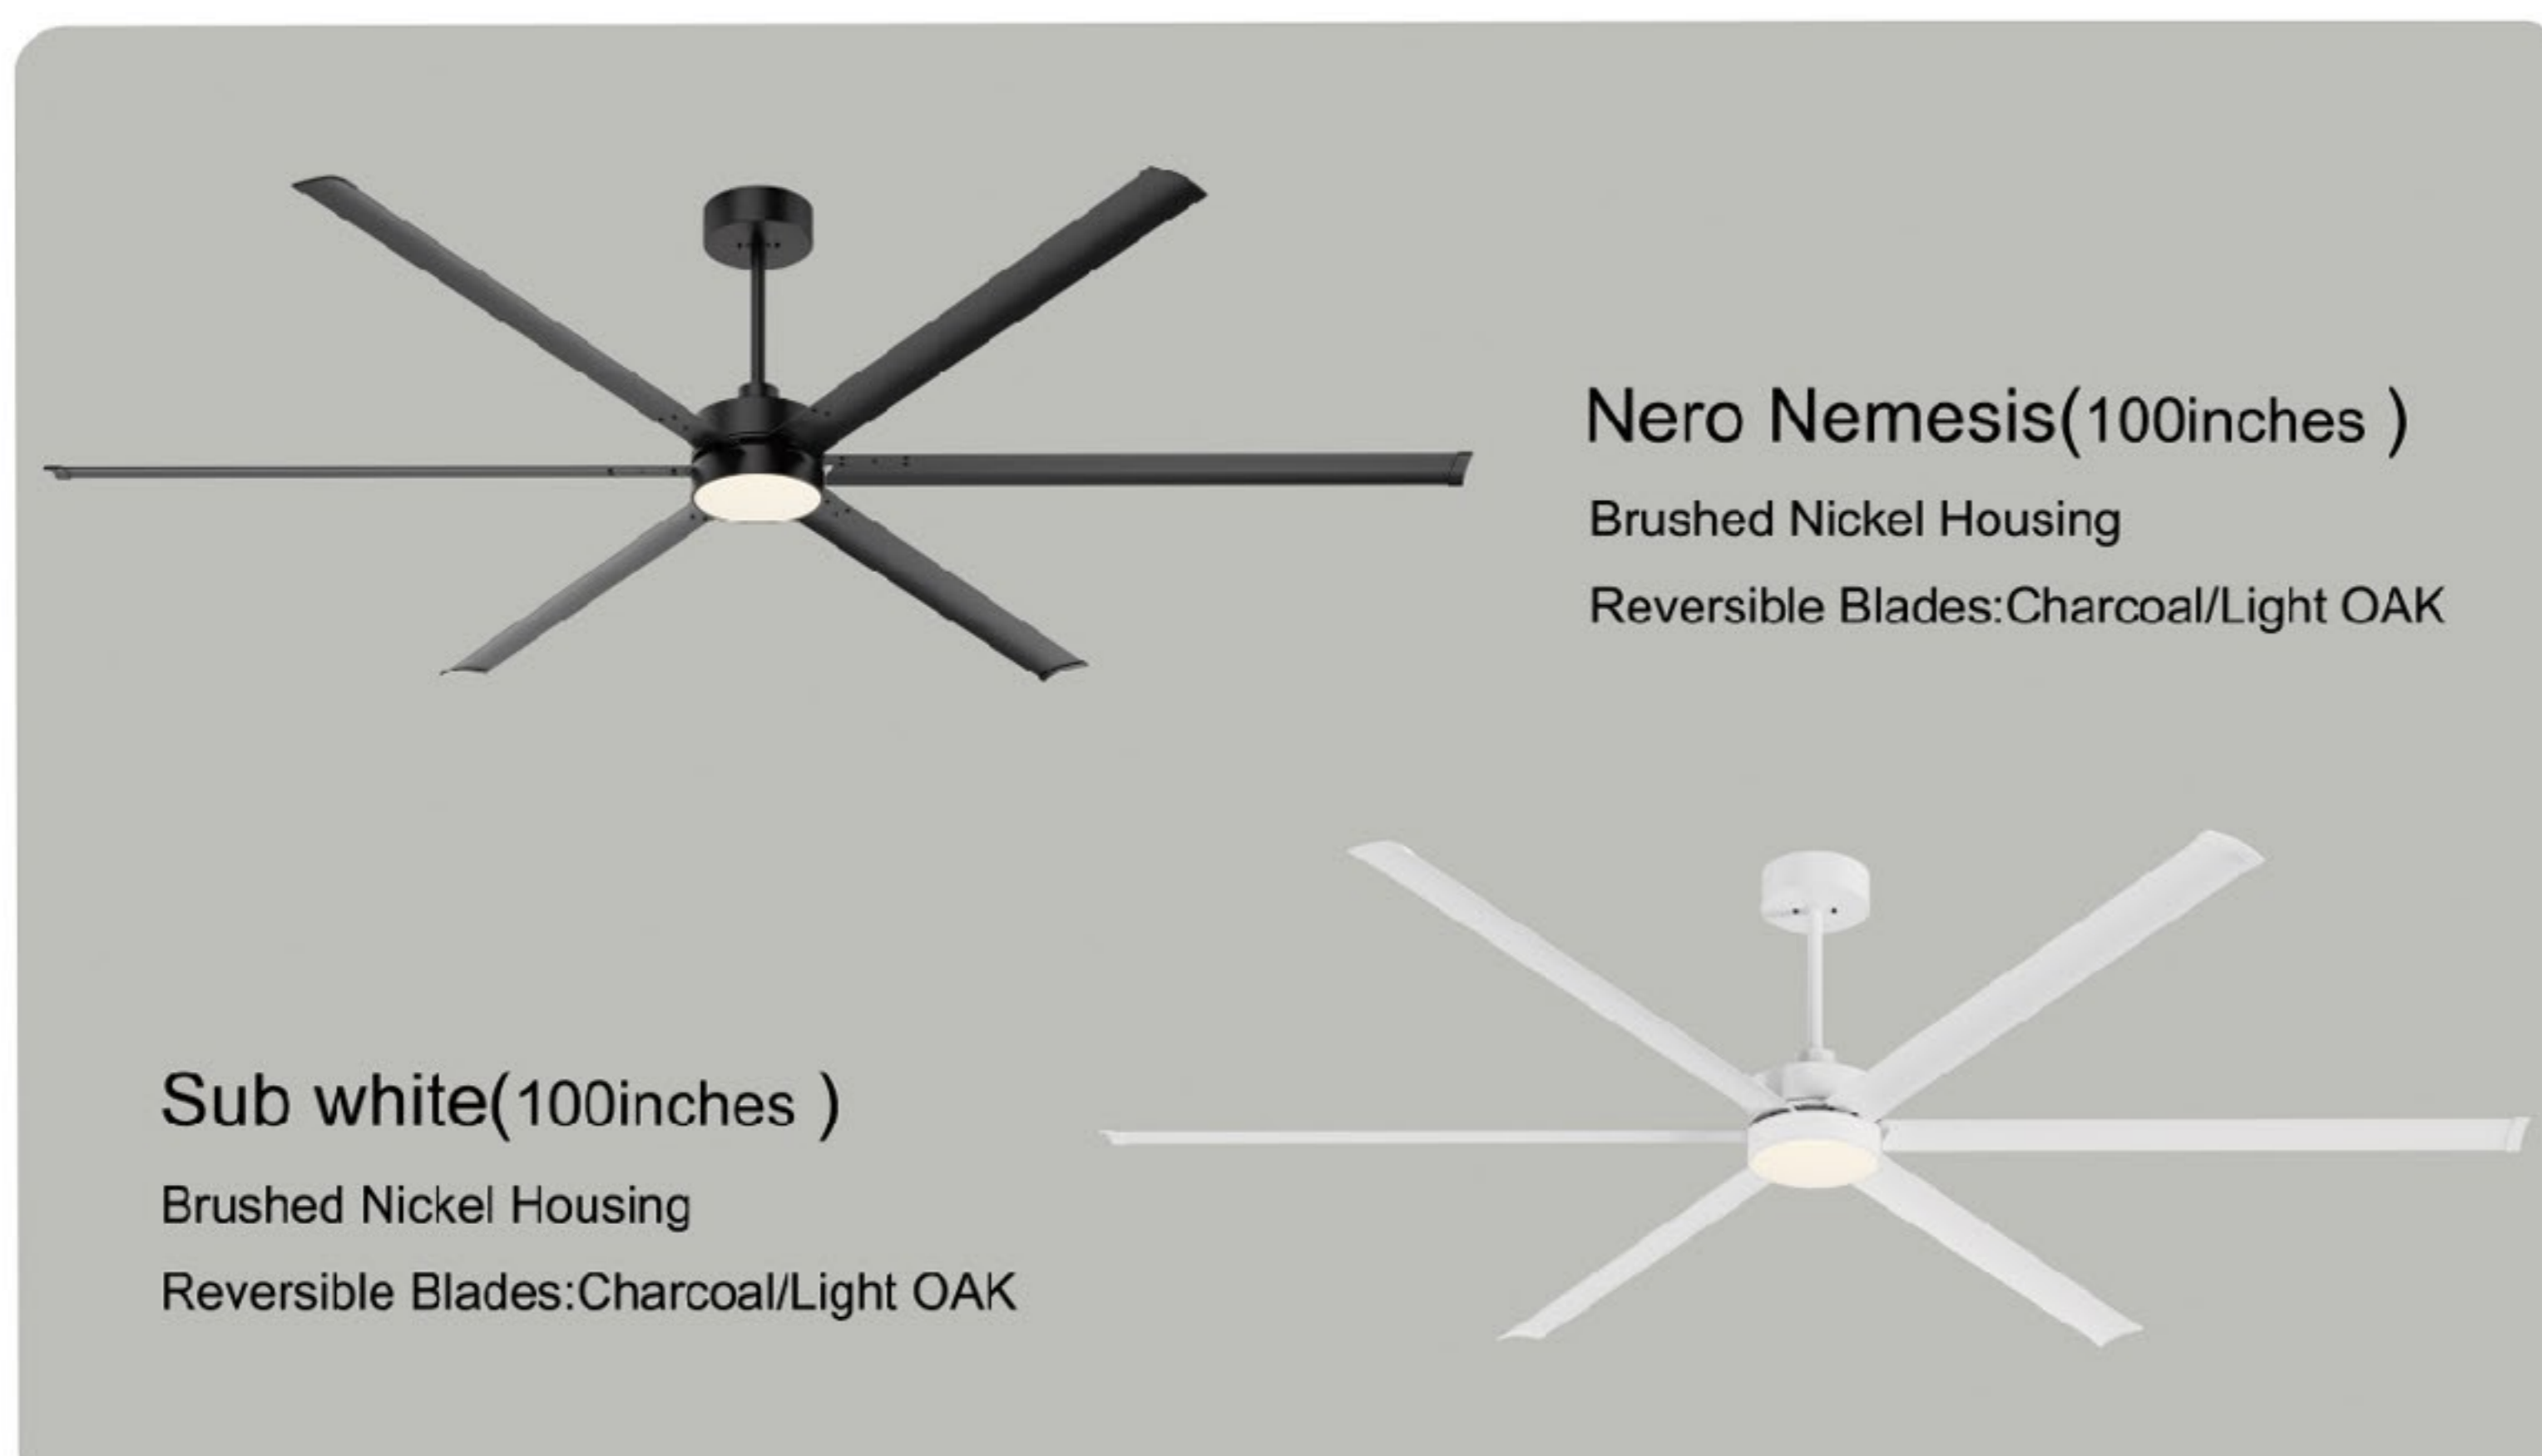 Nero Nemesis(100inches )
Brushed Nickel Housing
Reversible Blades:Charcoal/Light OAK
Sub white(100inches )
Brushed Nickel Housing
Reversible Blades:Charcoal/Light OAK